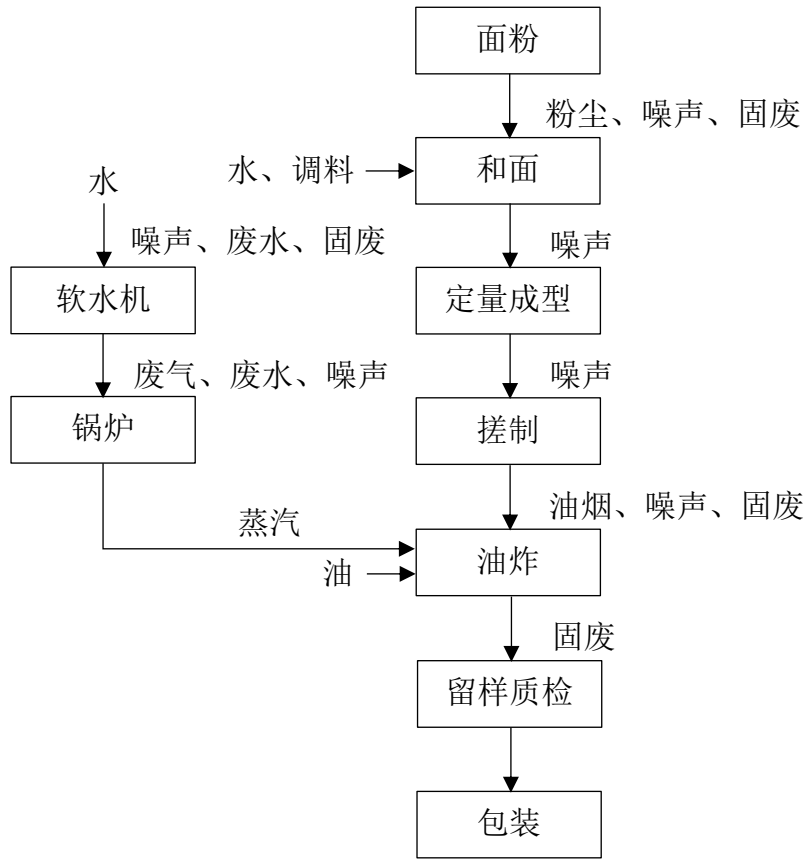 面粉
粉尘、噪声、固废
水、调料
和面
水
噪声、废水、固废
噪声
软水机
定量成型
废气、废水、噪声
噪声
锅炉
搓制
油烟、噪声、固废
蒸汽
油
油炸
固废
留样质检
包装